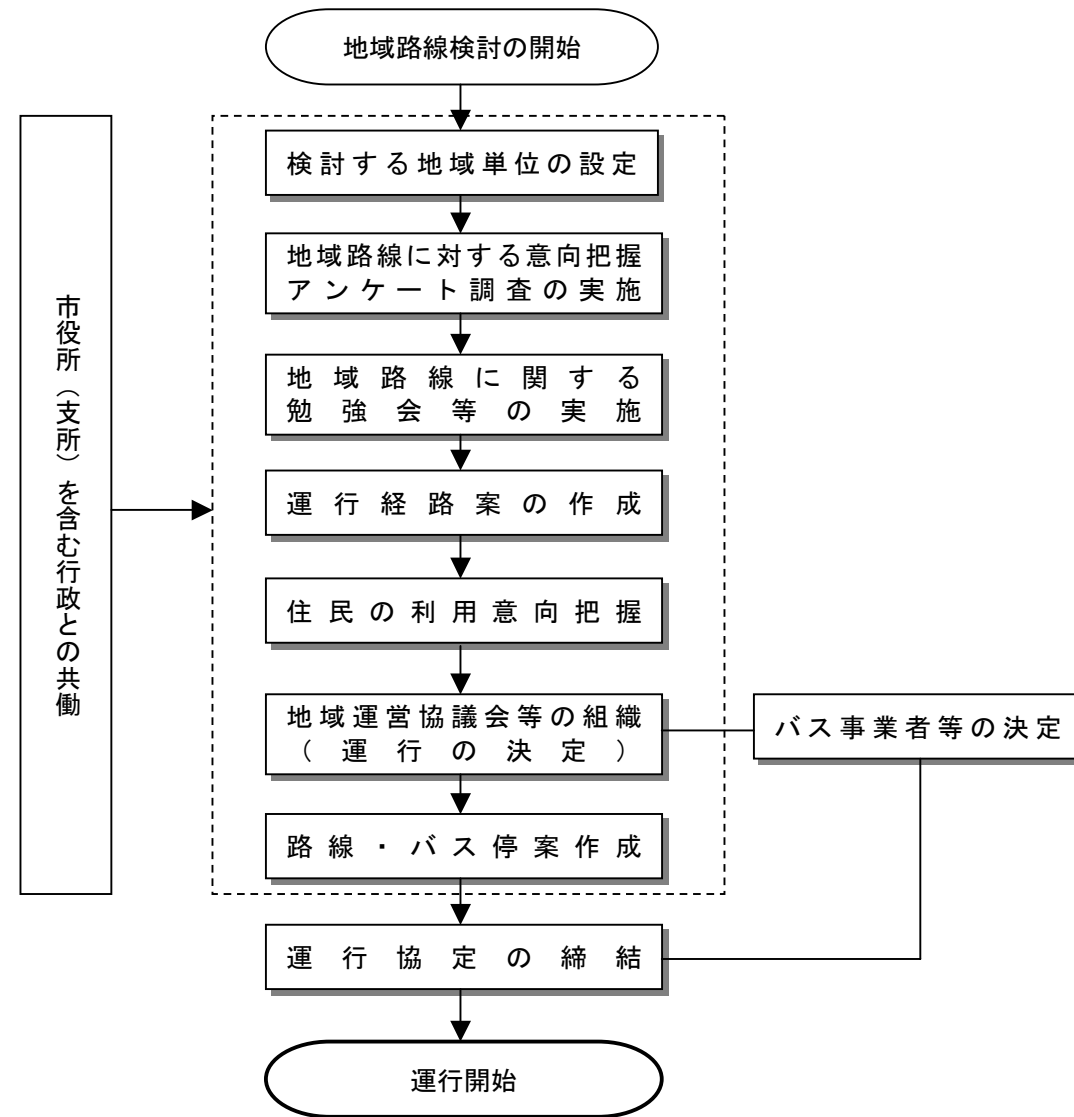 地域路線検討の開始
検討する地域単位の設定
地域路線に対する意向把握
アンケート調査の実施
地域路線に関する
勉強会等の実施
運行経路案の作成
住民の利用意向把握
地域運営協議会等の組織
(運行の決定)
路線・バス停案作成
運行協定の締結
運行開始
市役所（支所）を含む行政との共働
バス事業者等の決定